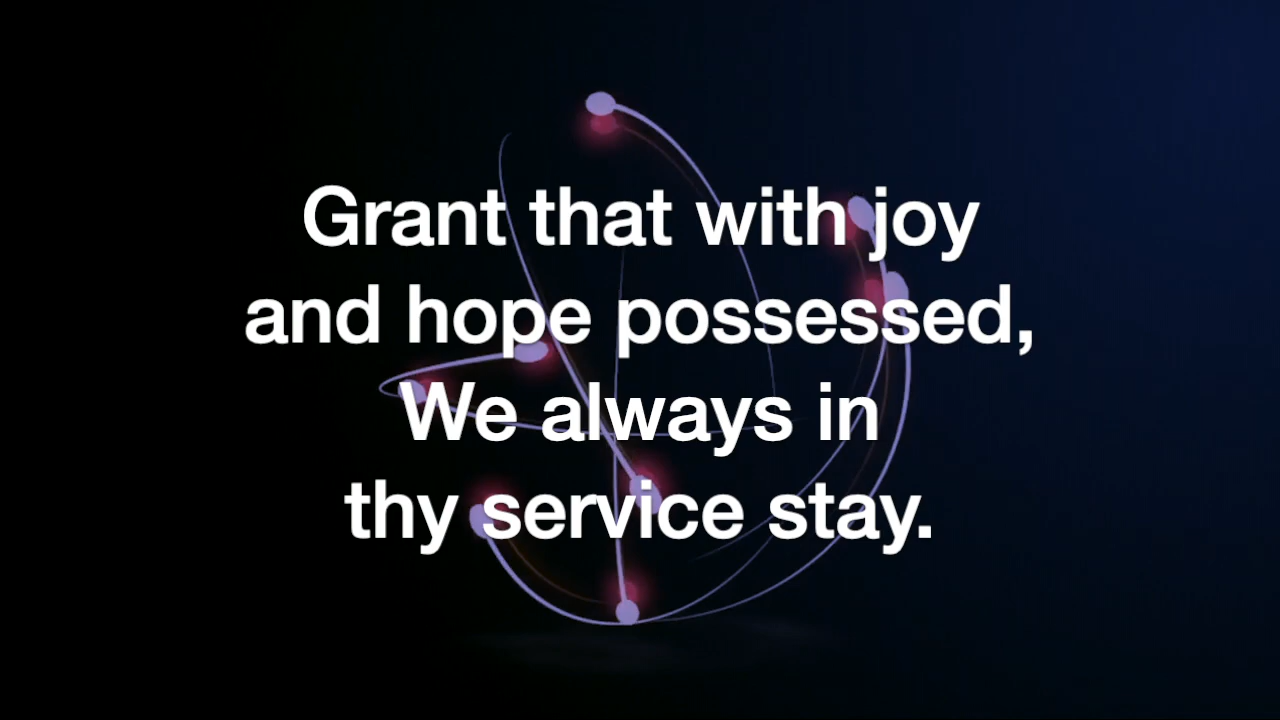 Grant that with joy
and hope possessed,
We always in
thy service stay.